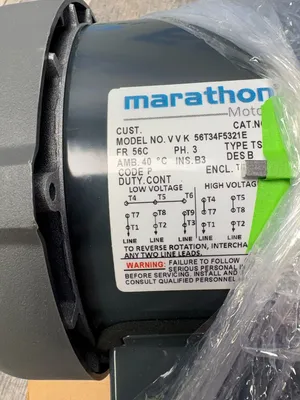 marathon
Moto
CUST. CAT.NO
MODEL NO. VVK 56T34F5321E
FR 56C PH. 3 TYPE TS
AMB. 40 °C INS.B3 DES B
CODE P ENCL. T
DUTY.CONT
LOW VOLTAGE HIGH VOLTAGE
T4 T5 T6 T4 T5
T7 T8 T9 T7 T8
T1 T2 T3 T1 T2
LINE LINE LINE LINE LINE
TO REVERSE ROTATION, INTERCHA
ANY TWO LINE LEADS.
WARNING: FAILURE TO FOLLOW
SERIOUS PERSONAL I
BEFORE SERVICING, INSTALL AND
CONSULT QUALIFIED PERSONNEL